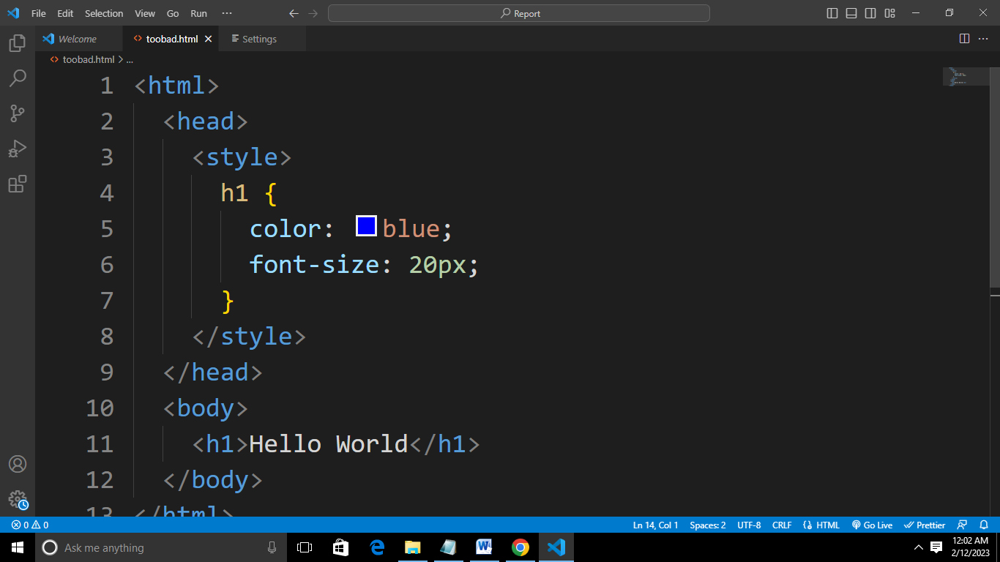 File Edit Selection View Go Run ···
Report
Welcome
toobad.html
Settings
toobad.html > ...
1 <html>
2 <head>
3 <style>
4 h1 {
5 color: blue;
6 font-size: 20px;
7 }
8 </style>
9 </head>
10 <body>
11 <h1>Hello World</h1>
12 </body>
13 </html>
0 0 Ln 14, Col 1 Spaces: 2 UTF-8 CRLF {} HTML Go Live Prettier
Ask me anything
12:02 AM
2/12/2023